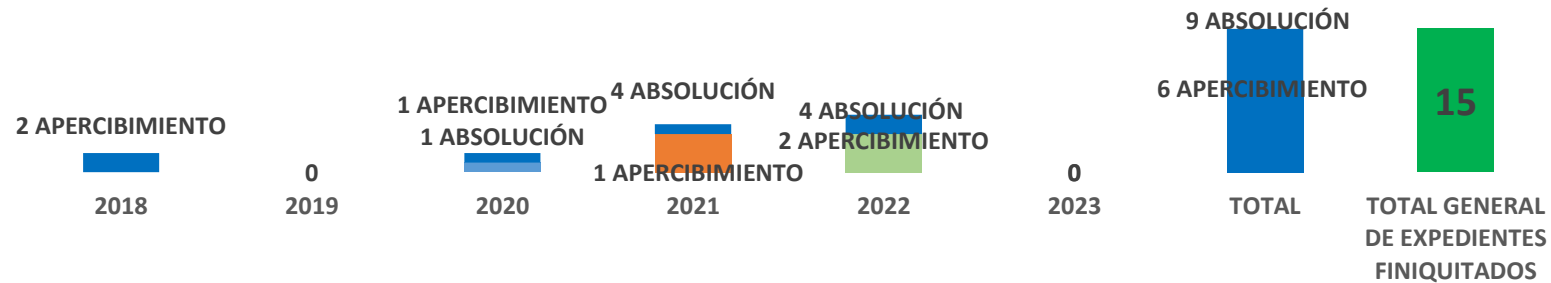 2 APERCIBIMIENTO
0
1 APERCIBIMIENTO
1 ABSOLUCIÓN
4 ABSOLUCIÓN
1 APERCIBIMIENTO
4 ABSOLUCIÓN
2 APERCIBIMIENTO
0
9 ABSOLUCIÓN
6 APERCIBIMIENTO
15
2018
2019
2020
2021
2022
2023
TOTAL
TOTAL GENERAL
DE EXPEDIENTES
FINIQUITADOS